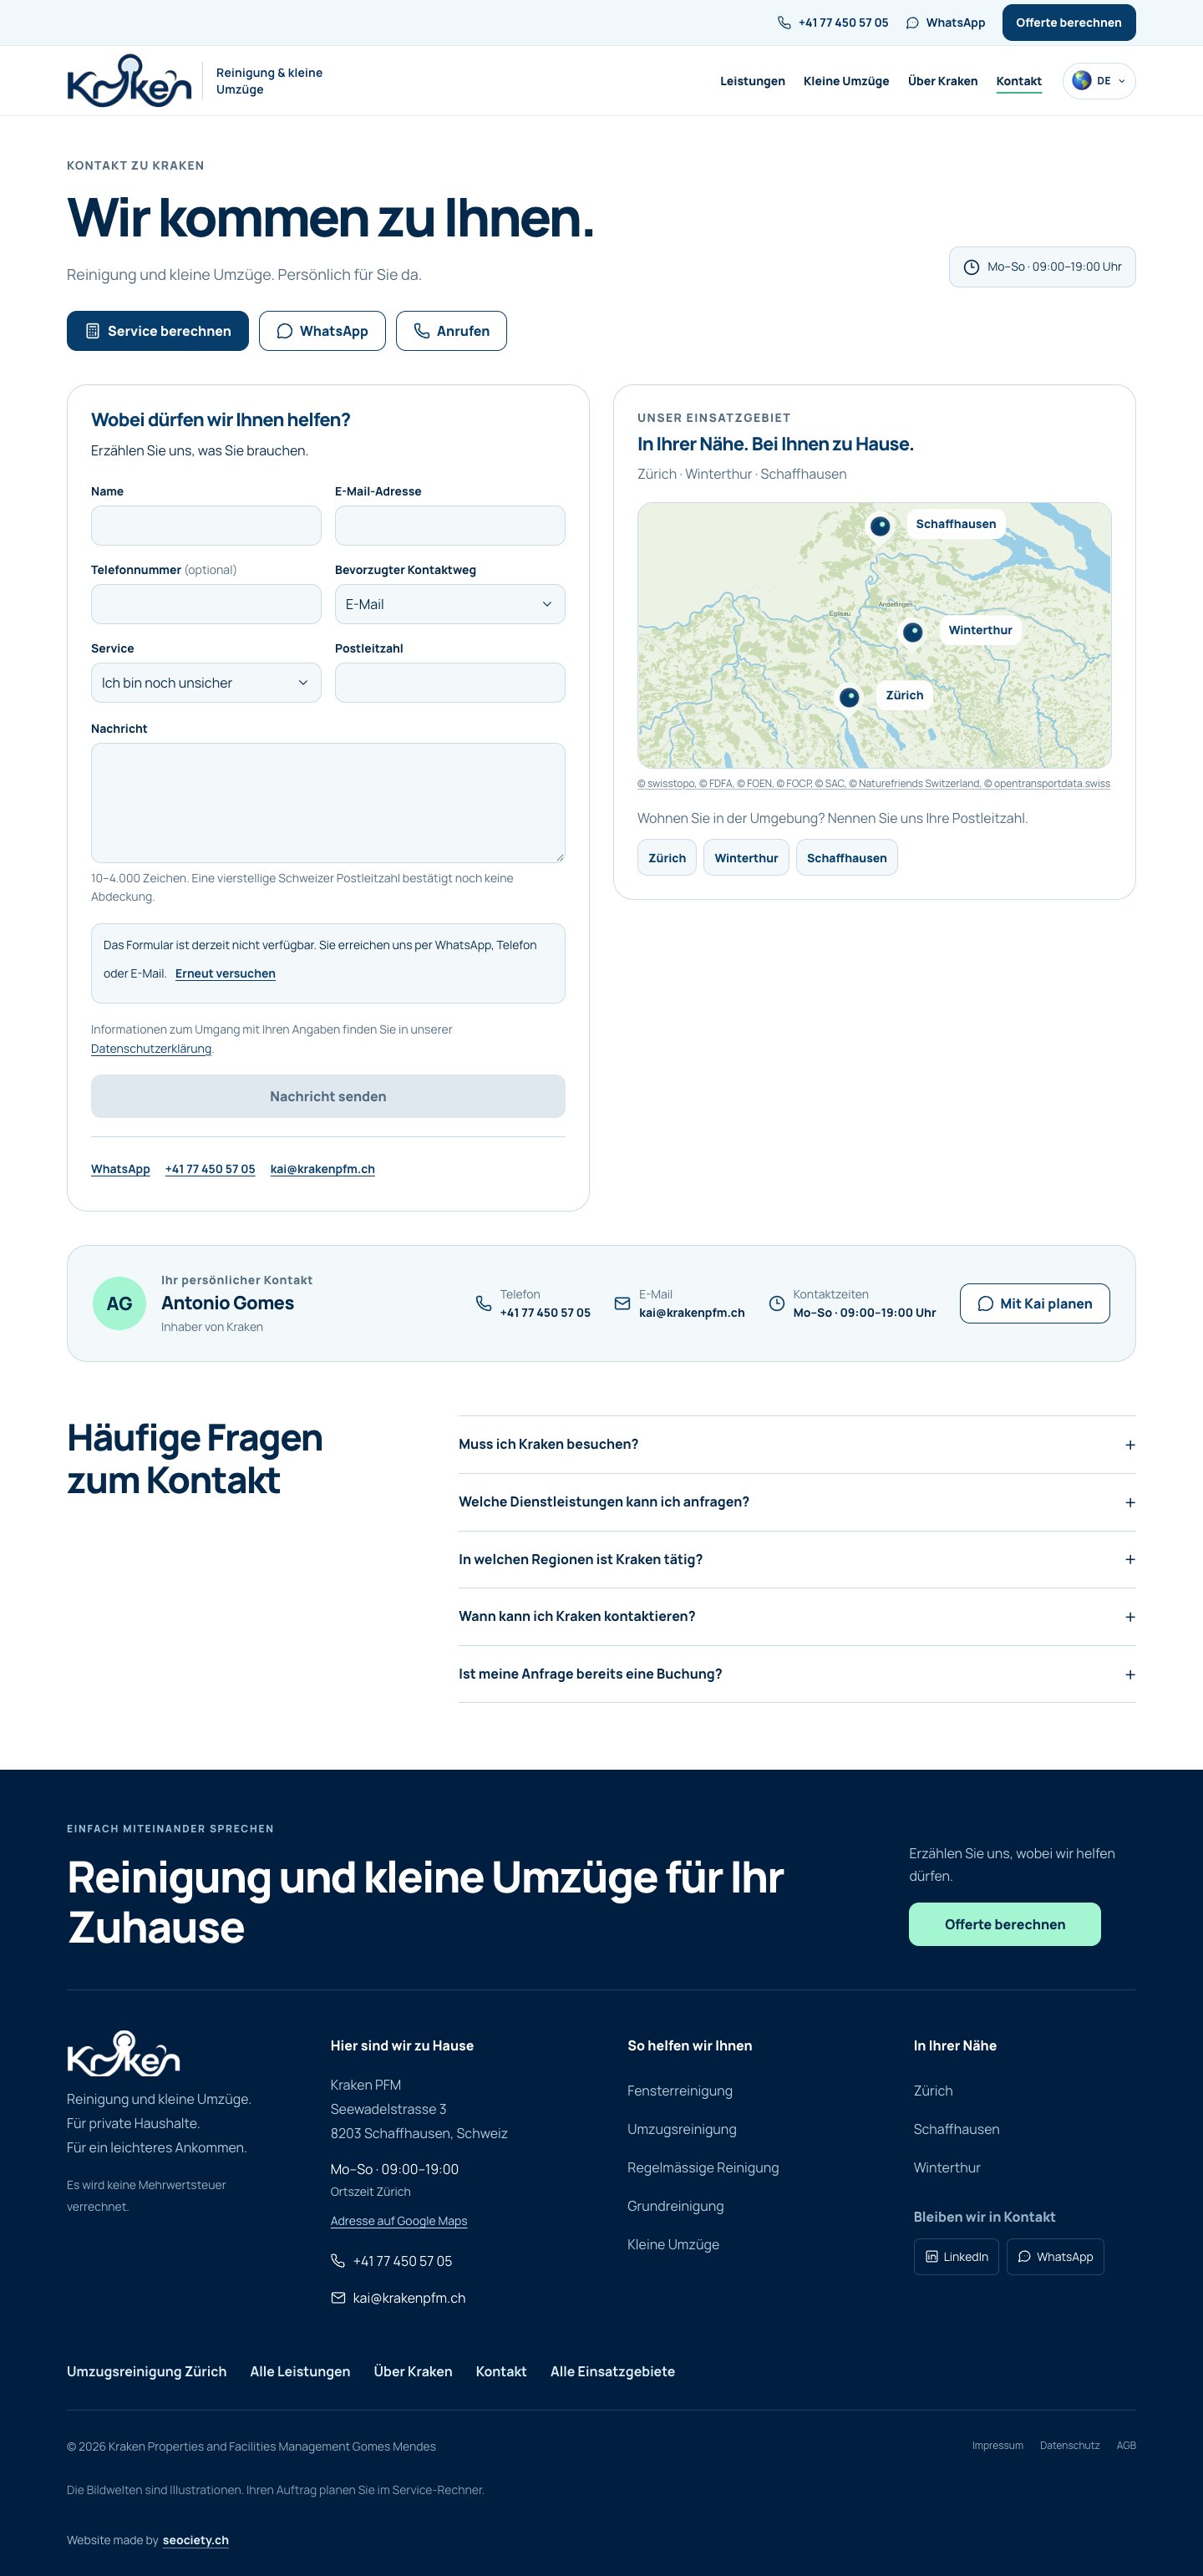 +41 77 450 57 05 WhatsApp Offerte berechnen
Kraken
Reinigung & kleine
Umzüge
Leistungen Kleine Umzüge Über Kraken Kontakt DE
KONTAKT ZU KRAKEN
Wir kommen zu Ihnen.
Reinigung und kleine Umzüge. Persönlich für Sie da.
Mo–So · 09:00–19:00 Uhr
Service berechnen WhatsApp Anrufen
Wobei dürfen wir Ihnen helfen?
Erzählen Sie uns, was Sie brauchen.
Name E-Mail-Adresse
Telefonnummer (optional) Bevorzugter Kontaktweg
E-Mail
Service Postleitzahl
Ich bin noch unsicher
Nachricht
10–4.000 Zeichen. Eine vierstellige Schweizer Postleitzahl bestätigt noch keine
Abdeckung.
Das Formular ist derzeit nicht verfügbar. Sie erreichen uns per WhatsApp, Telefon
oder E-Mail. Erneut versuchen
Informationen zum Umgang mit Ihren Angaben finden Sie in unserer
Datenschutzerklärung.
Nachricht senden
WhatsApp +41 77 450 57 05 kai@krakenpfm.ch
UNSER EINSATZGEBIET
In Ihrer Nähe. Bei Ihnen zu Hause.
Zürich · Winterthur · Schaffhausen
Schaffhausen
Andelfingen
Eglisau
Winterthur
Zürich
© swisstopo, © FDFA, © FOEN, © FOCP, © SAC, © Naturefriends Switzerland, © opentransportdata.swiss
Wohnen Sie in der Umgebung? Nennen Sie uns Ihre Postleitzahl.
Zürich Winterthur Schaffhausen
AG
Ihr persönlicher Kontakt
Antonio Gomes
Inhaber von Kraken
Telefon
+41 77 450 57 05
E-Mail
kai@krakenpfm.ch
Kontaktzeiten
Mo–So · 09:00–19:00 Uhr
Mit Kai planen
Häufige Fragen
zum Kontakt
Muss ich Kraken besuchen? +
Welche Dienstleistungen kann ich anfragen? +
In welchen Regionen ist Kraken tätig? +
Wann kann ich Kraken kontaktieren? +
Ist meine Anfrage bereits eine Buchung? +
EINFACH MITEINANDER SPRECHEN
Reinigung und kleine Umzüge für Ihr
Zuhause
Erzählen Sie uns, wobei wir helfen
dürfen.
Offerte berechnen
Kraken
Reinigung und kleine Umzüge.
Für private Haushalte.
Für ein leichteres Ankommen.
Es wird keine Mehrwertsteuer
verrechnet.
Hier sind wir zu Hause
Kraken PFM
Seewadelstrasse 3
8203 Schaffhausen, Schweiz
Mo–So · 09:00–19:00
Ortszeit Zürich
Adresse auf Google Maps
+41 77 450 57 05
kai@krakenpfm.ch
So helfen wir Ihnen
Fensterreinigung
Umzugsreinigung
Regelmässige Reinigung
Grundreinigung
Kleine Umzüge
In Ihrer Nähe
Zürich
Schaffhausen
Winterthur
Bleiben wir in Kontakt
LinkedIn WhatsApp
Umzugsreinigung Zürich Alle Leistungen Über Kraken Kontakt Alle Einsatzgebiete
© 2026 Kraken Properties and Facilities Management Gomes Mendes
Impressum Datenschutz AGB
Die Bildwelten sind Illustrationen. Ihren Auftrag planen Sie im Service-Rechner.
Website made by seociety.ch